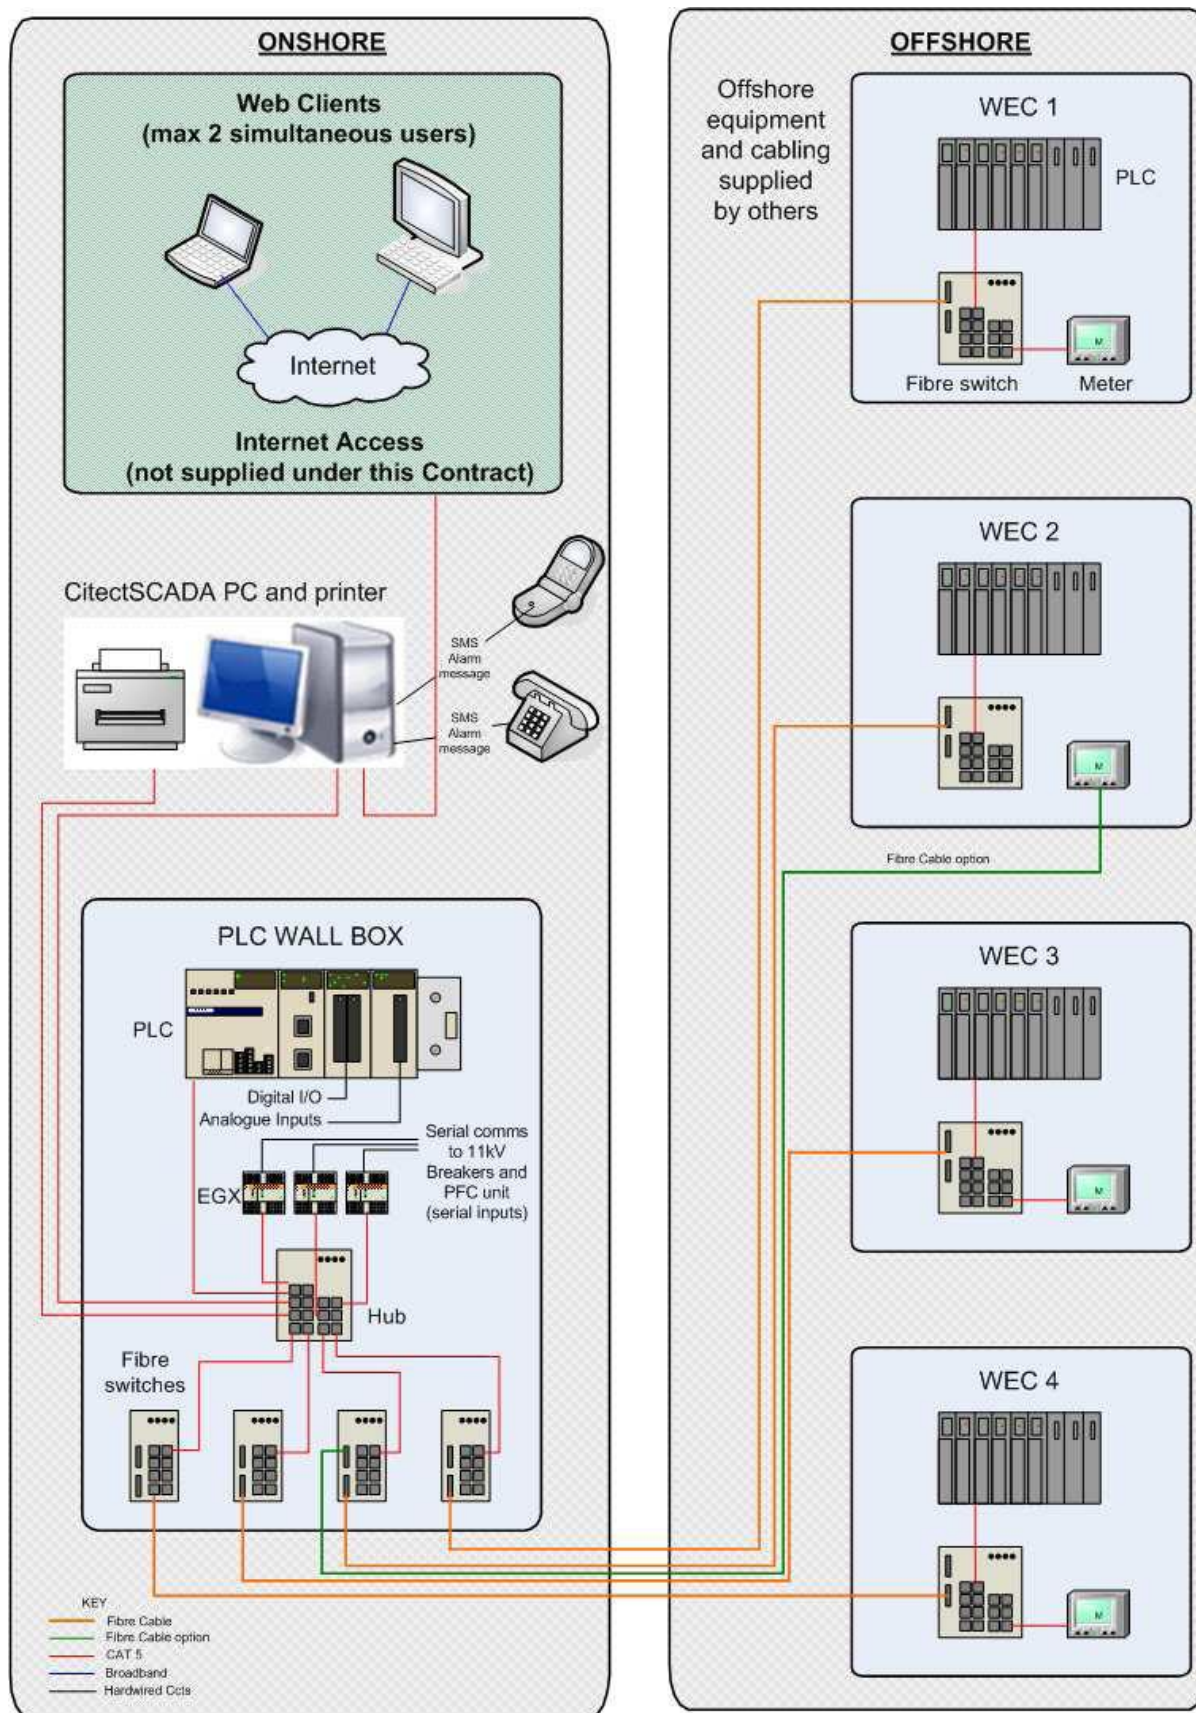 ONSHORE
Web Clients
(max 2 simultaneous users)
Internet
Internet Access
(not supplied under this Contract)
CitectSCADA PC and printer
SMS
Alarm
message
SMS
Alarm
message
PLC WALL BOX
PLC
Digital I/O
Analogue Inputs
Serial comms
to 11kV
Breakers and
PFC unit
(serial inputs)
EGX
Hub
Fibre
switches
KEY
Fibre Cable
Fibre Cable option
CAT 5
Broadband
Hardwired Ccts
OFFSHORE
Offshore
equipment
and cabling
supplied
by others
WEC 1
PLC
M
Fibre switch
Meter
WEC 2
M
Fibre Cable option
WEC 3
M
WEC 4
M